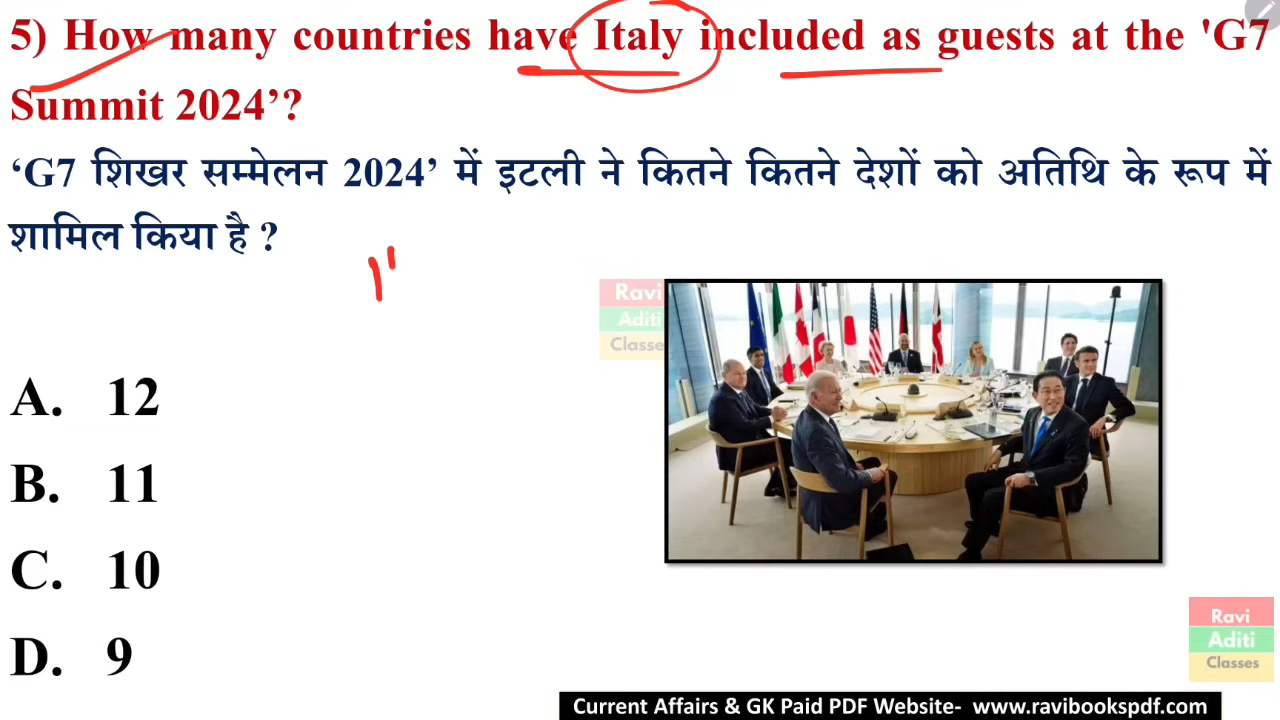 5) How many countries have Italy included as guests at the 'G7
Summit 2024’?
‘G7 शिखर सम्मेलन 2024’ में इटली ने कितने कितने देशों को अतिथि के रूप में
शामिल किया है ?
Ravi
Aditi
Classes
A. 12
B. 11
C. 10
D. 9
Ravi
Aditi
Classes
Current Affairs & GK Paid PDF Website- www.ravibookspdf.com